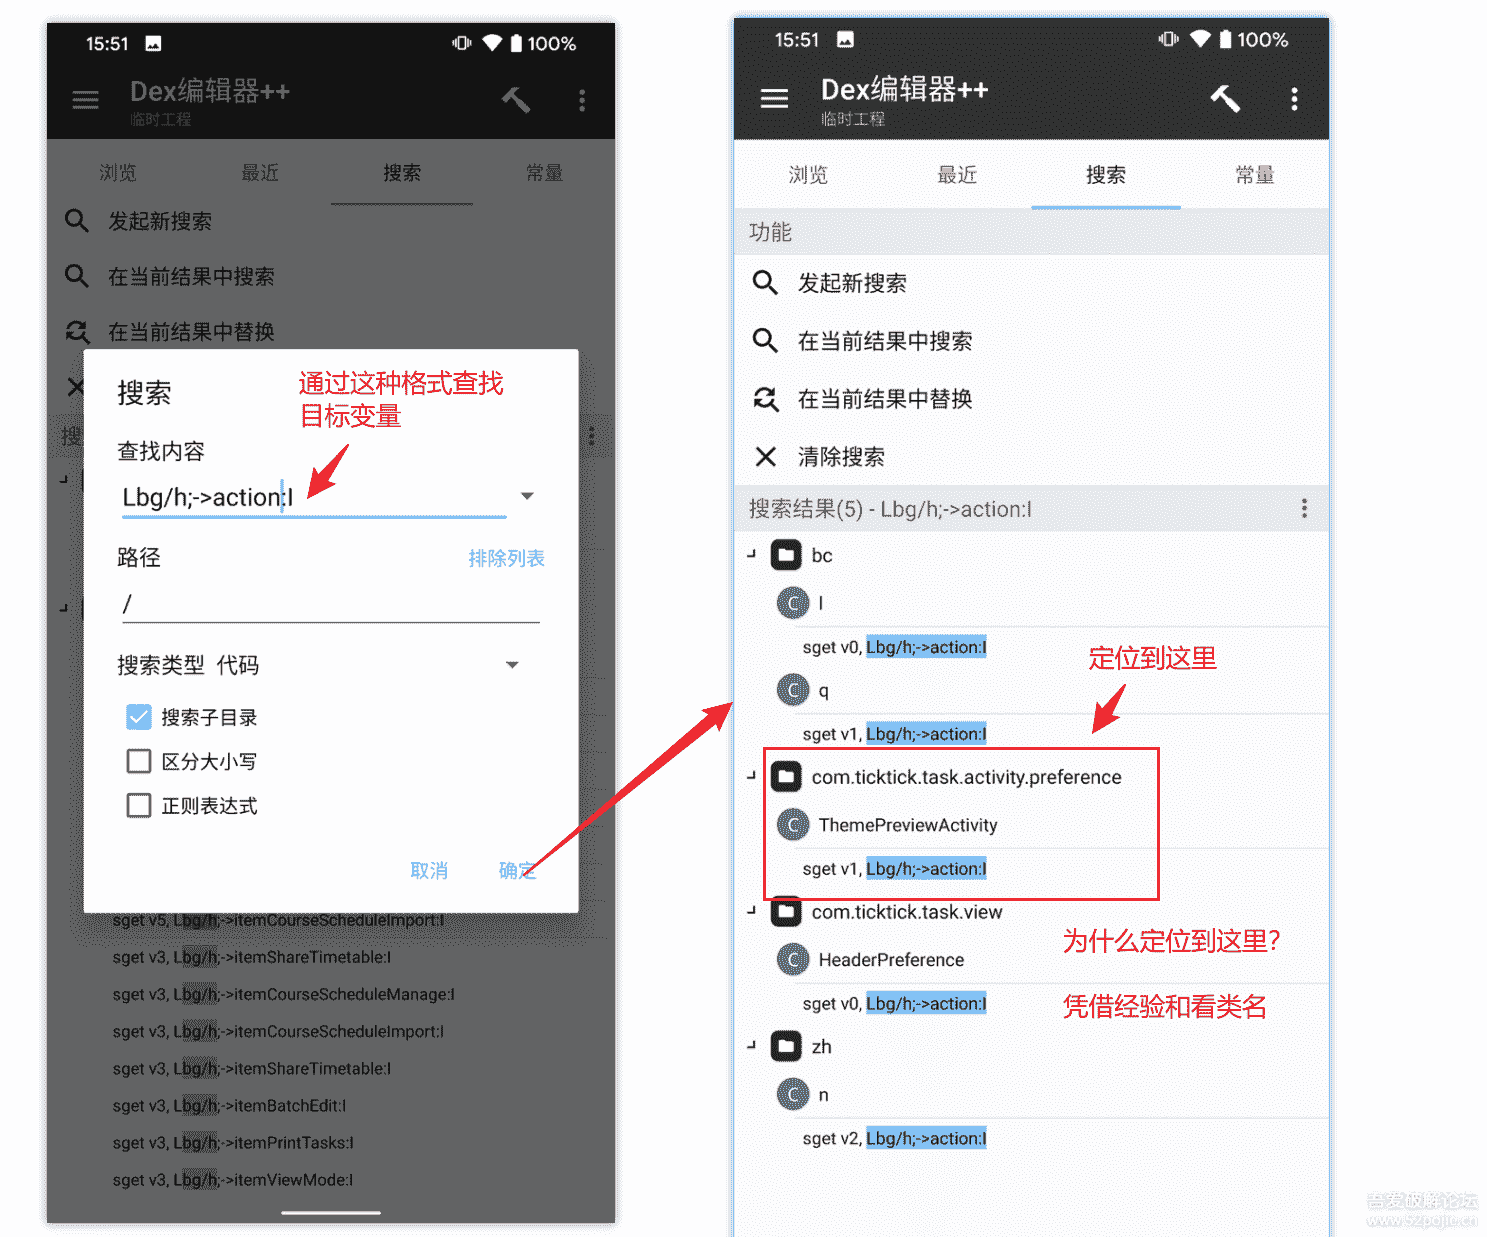 15:51
100%
Dex编辑器++
临时工程
浏览
最近
搜索
常量
发起新搜索
在当前结果中搜索
在当前结果中替换
搜
搜索
通过这种格式查找
目标变量
查找内容
Lbg/h;->action:I
路径
排除列表
/
搜索类型 代码
搜索子目录
区分大小写
正则表达式
取消
确定
sget v5, Lbg/h;->itemCourseScheduleImport:I
sget v3, Lbg/h;->itemShareTimetable:I
sget v3, Lbg/h;->itemCourseScheduleManage:I
sget v3, Lbg/h;->itemCourseScheduleImport:I
sget v3, Lbg/h;->itemShareTimetable:I
sget v3, Lbg/h;->itemBatchEdit:I
sget v3, Lbg/h;->itemPrintTasks:I
sget v3, Lbg/h;->itemViewMode:I
15:51
100%
Dex编辑器++
临时工程
浏览
最近
搜索
常量
功能
发起新搜索
在当前结果中搜索
在当前结果中替换
清除搜索
搜索结果(5) - Lbg/h;->action:I
bc
C l
sget v0, Lbg/h;->action:I
定位到这里
C q
sget v1, Lbg/h;->action:I
com.ticktick.task.activity.preference
C ThemePreviewActivity
sget v1, Lbg/h;->action:I
com.ticktick.task.view
为什么定位到这里?
C HeaderPreference
sget v0, Lbg/h;->action:I
凭借经验和看类名
zh
C n
sget v2, Lbg/h;->action:I
吾爱破解论坛
www.52pojie.cn